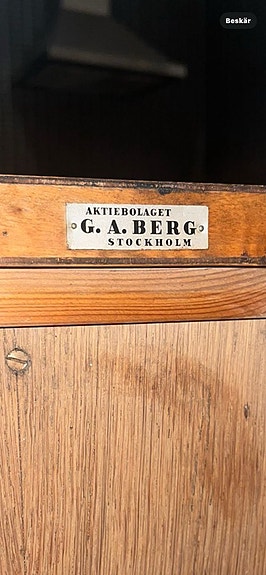 Beskär
AKTIEBOLAGET
G. A. BERG
STOCKHOLM